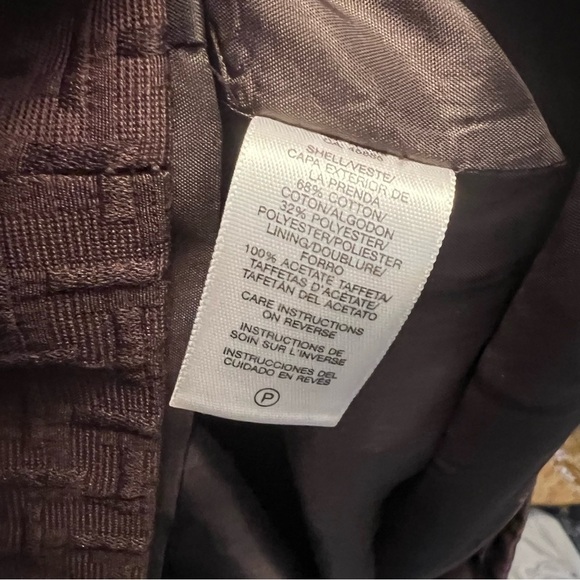 SHELL/VESTE/
CAPA EXTERIOR DE
LA PRENDA
68% COTTON/
COTON/ALGODON
32% POLYESTER/
POLYESTER/POLIESTER
LINING/DOUBLURE/
FORRO
100% ACETATE TAFFETA/
TAFFETAS D'ACÉTATE/
TAFETÁN DEL ACETATO
CARE INSTRUCTIONS
ON REVERSE
INSTRUCTIONS DE
SOIN SUR L'INVERSE
INSTRUCCIONES DEL
CUIDADO EN REVÉS
P